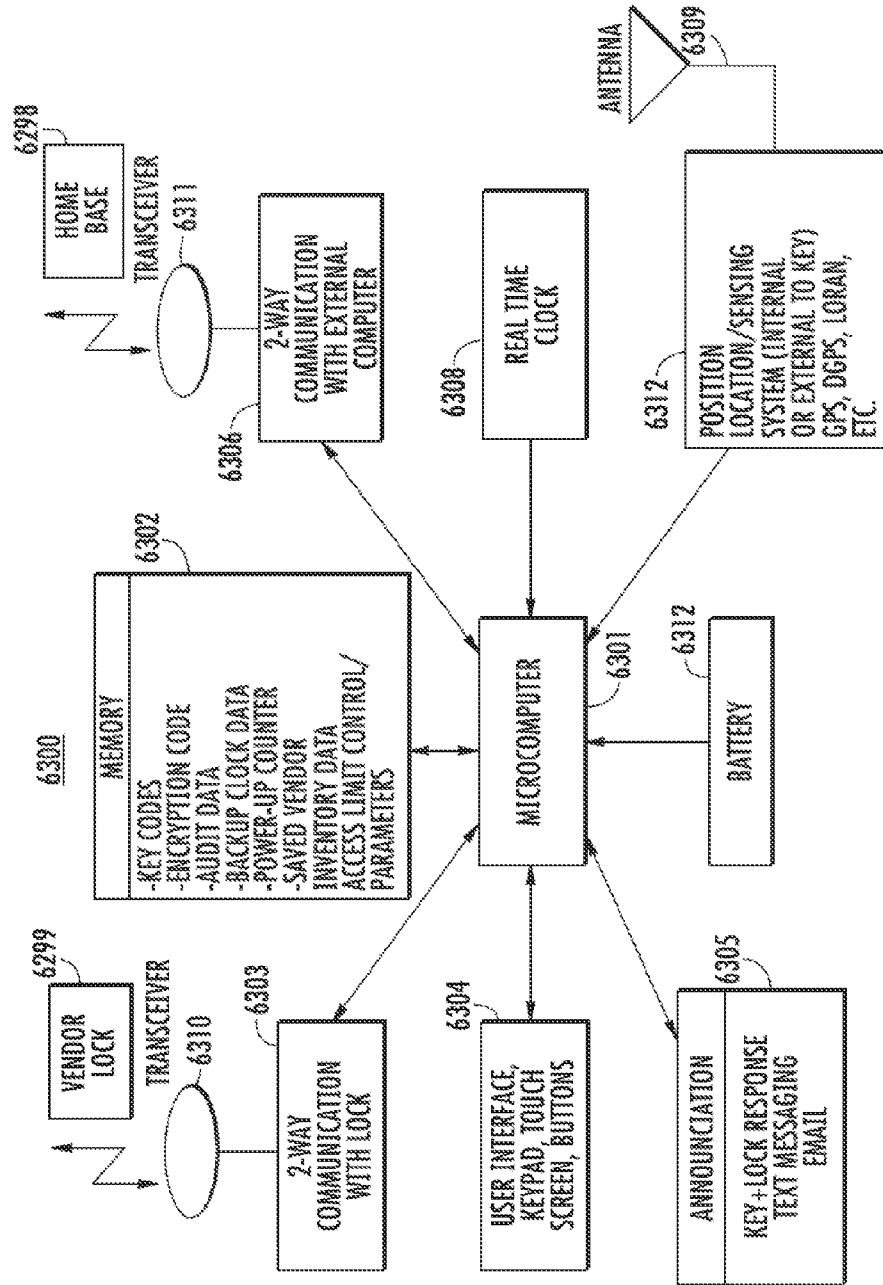 6300
VENDOR
LOCK
6299
TRANSCEIVER
6310
2-WAY
COMMUNICATION
WITH LOCK
6303
MEMORY
6302
-KEY CODES
-ENCRYPTION CODE
-AUDIT DATA
-BACKUP CLOCK DATA
-POWER-UP COUNTER
-SAVED VENDOR
INVENTORY DATA
ACCESS LIMIT CONTROL/
PARAMETERS
HOME
BASE
6298
TRANSCEIVER
6311
2-WAY
COMMUNICATION
WITH EXTERNAL
COMPUTER
6306
USER INTERFACE,
KEYPAD, TOUCH
SCREEN, BUTTONS
6304
MICROCOMPUTER
6301
REAL TIME
CLOCK
6308
ANNOUNCIATION
6305
KEY+LOCK RESPONSE
TEXT MESSAGING
EMAIL
BATTERY
6312
POSITION
LOCATION/SENSING
SYSTEM (INTERNAL
OR EXTERNAL TO KEY)
GPS, DGPS, LORAN,
ETC.
6312
ANTENNA
6309